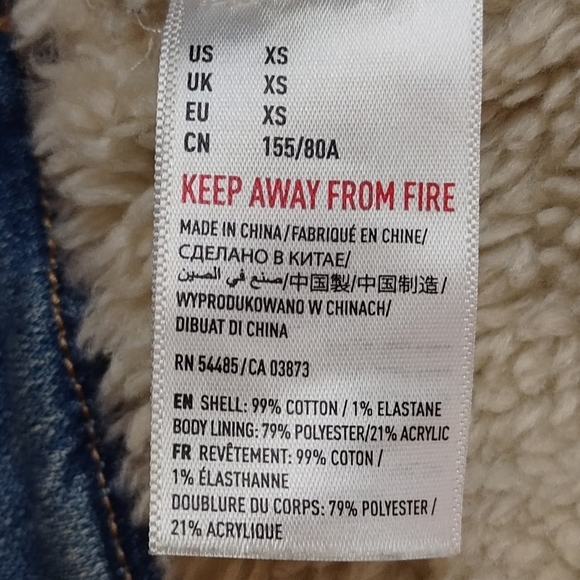 US XS
UK XS
EU XS
CN 155/80A
KEEP AWAY FROM FIRE
MADE IN CHINA/FABRIQUÉ EN CHINE/
СДЕЛАНО В КИТАЕ/
صنع في الصين/中国製/中国制造/
WYPRODUKOWANO W CHINACH/
DIBUAT DI CHINA
RN 54485/CA 03873
EN SHELL: 99% COTTON / 1% ELASTANE
BODY LINING: 79% POLYESTER/21% ACRYLIC
FR REVÊTEMENT: 99% COTON /
1% ÉLASTHANNE
DOUBLURE DU CORPS: 79% POLYESTER /
21% ACRYLIQUE